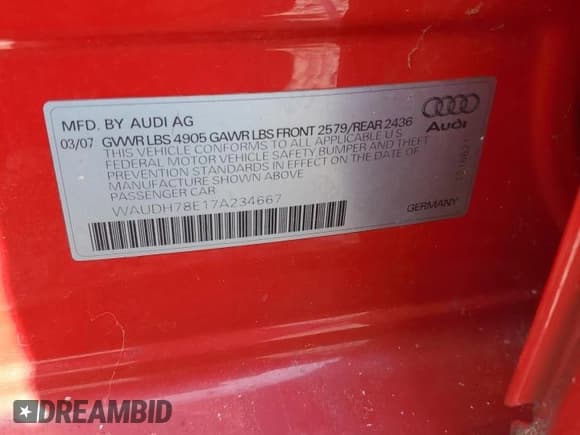 MFD. BY AUDI AG
03/07 GVWR LBS 4905 GAWR LBS FRONT 2579/REAR 2436
THIS VEHICLE CONFORMS TO ALL APPLICABLE U.S.
FEDERAL MOTOR VEHICLE SAFETY BUMPER AND THEFT
PREVENTION STANDARDS IN EFFECT ON THE DATE OF
MANUFACTURE SHOWN ABOVE
PASSENGER CAR
WAUDH78E17A234667
Audi
GERMANY
DREAMBID